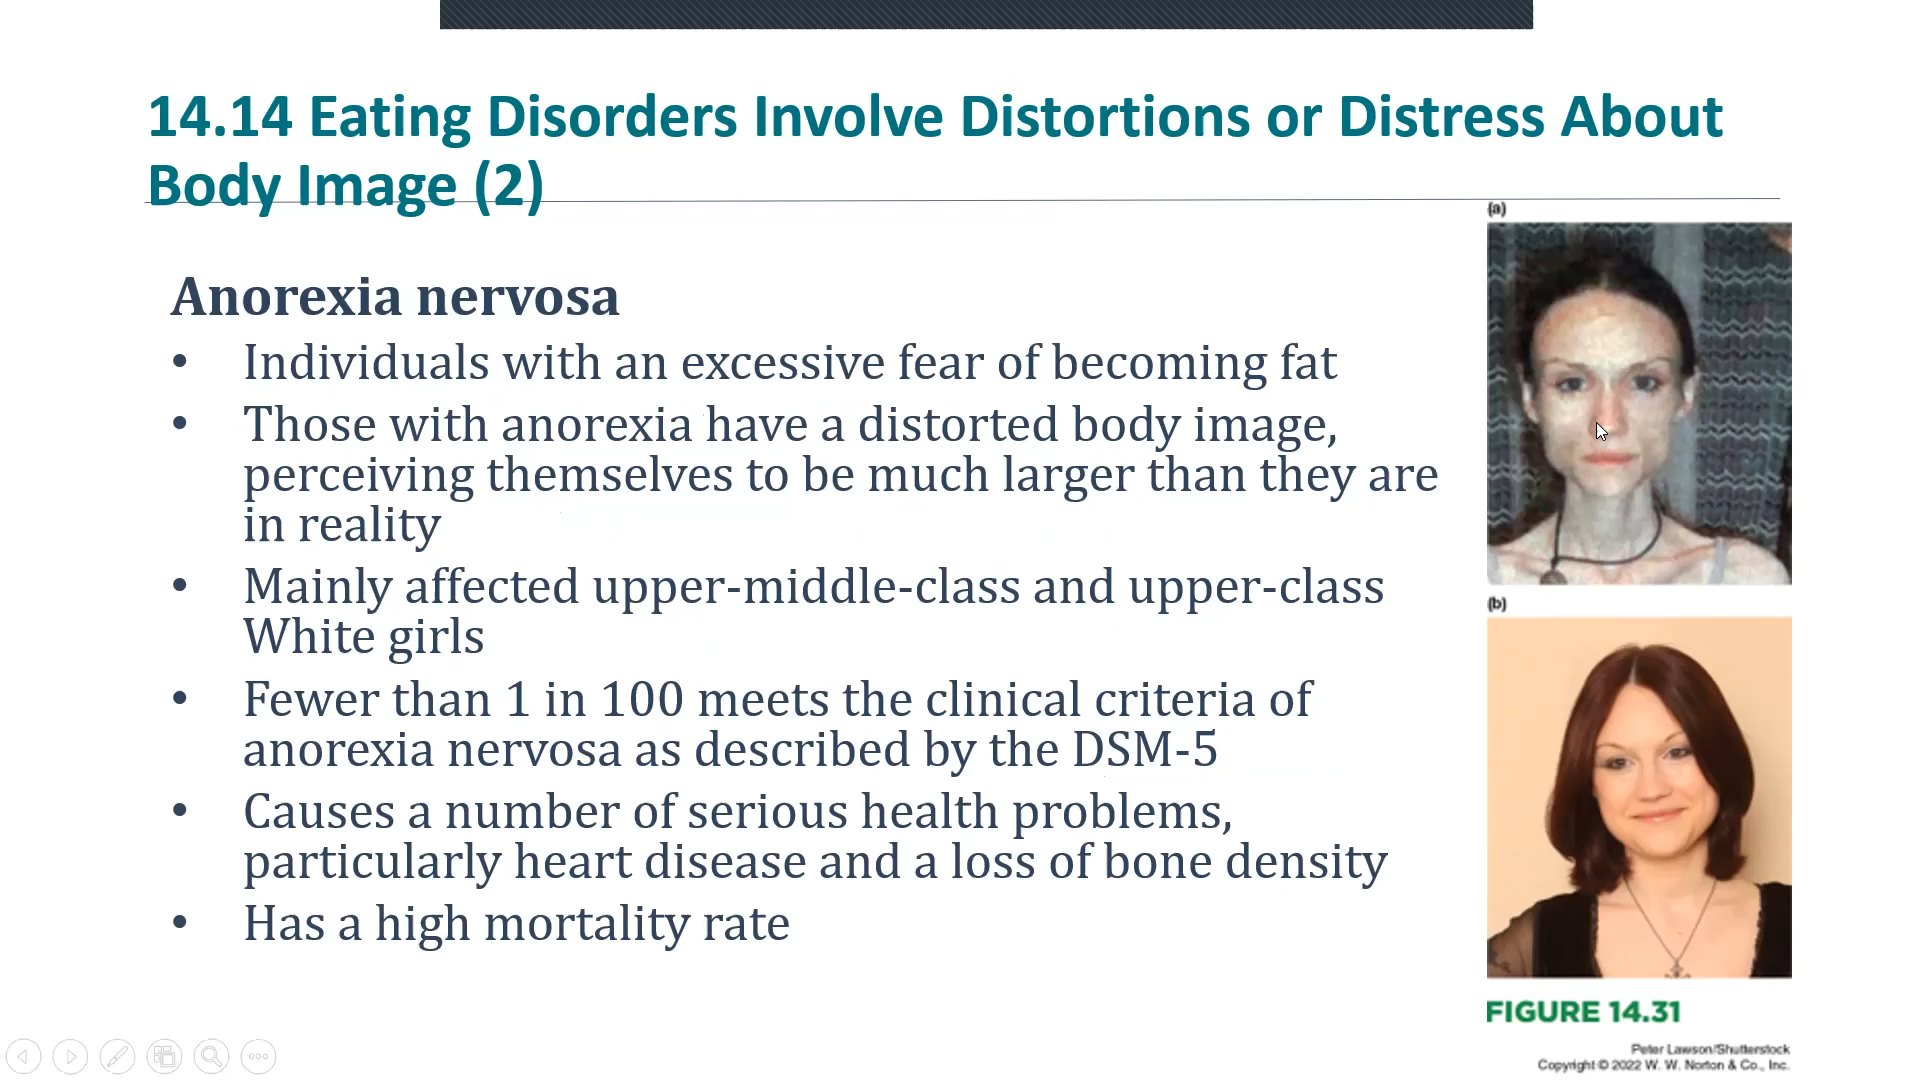 14.14 Eating Disorders Involve Distortions or Distress About
Body Image (2)
Anorexia nervosa
• Individuals with an excessive fear of becoming fat
• Those with anorexia have a distorted body image,
perceiving themselves to be much larger than they are
in reality
• Mainly affected upper-middle-class and upper-class
White girls
• Fewer than 1 in 100 meets the clinical criteria of
anorexia nervosa as described by the DSM-5
• Causes a number of serious health problems,
particularly heart disease and a loss of bone density
• Has a high mortality rate
(a)
(b)
FIGURE 14.31
Peter Lawson/Shutterstock
Copyright © 2022 W. W. Norton & Co., Inc.